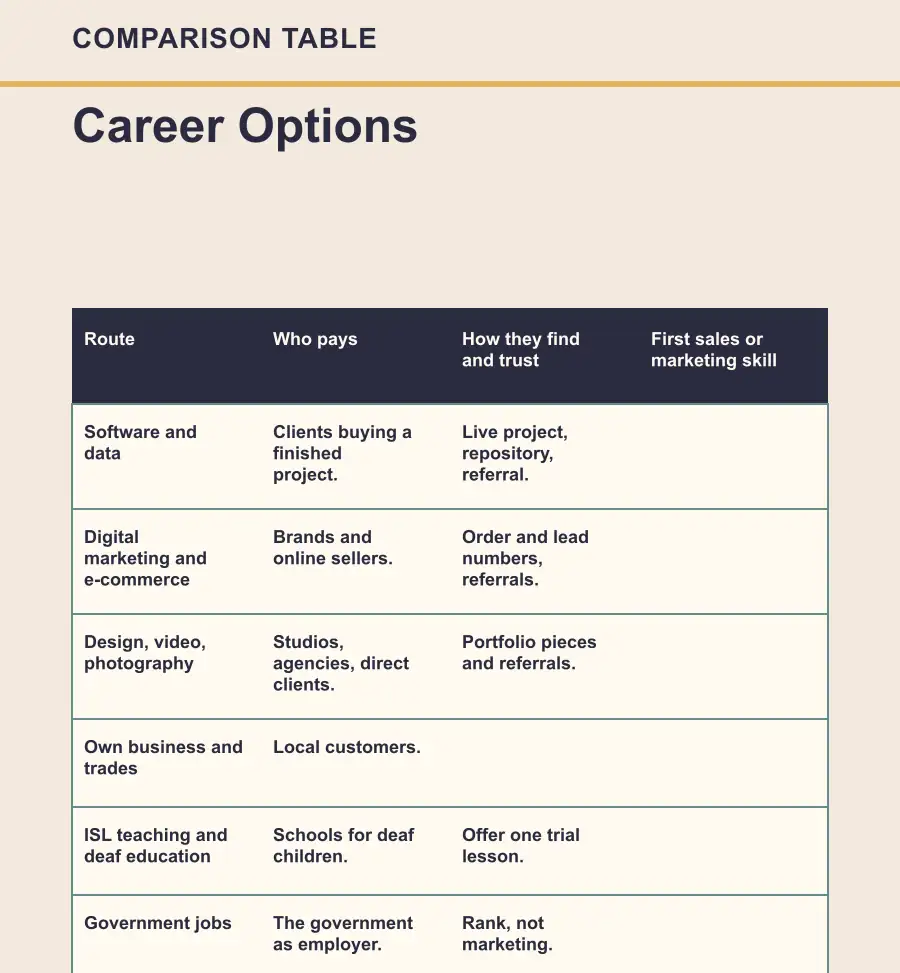 COMPARISON TABLE
Career Options
Route
Who pays
How they find
and trust
First sales or
marketing skill
Software and
data
Clients buying a
finished
project.
Live project,
repository,
referral.
Digital
marketing and
e-commerce
Brands and
online sellers.
Order and lead
numbers,
referrals.
Design, video,
photography
Studios,
agencies, direct
clients.
Portfolio pieces
and referrals.
Own business and
trades
Local customers.
ISL teaching and
deaf education
Schools for deaf
children.
Offer one trial
lesson.
Government jobs
The government
as employer.
Rank, not
marketing.